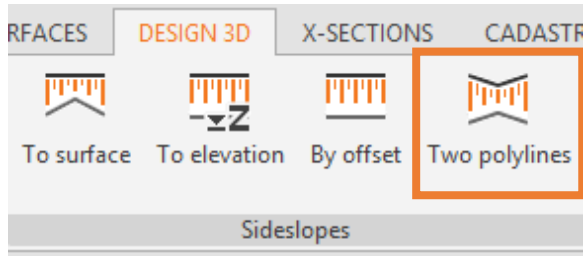 RFACES DESIGN 3D X-SECTIONS CADASTR
To surface To elevation By offset Two polylines
Sideslopes